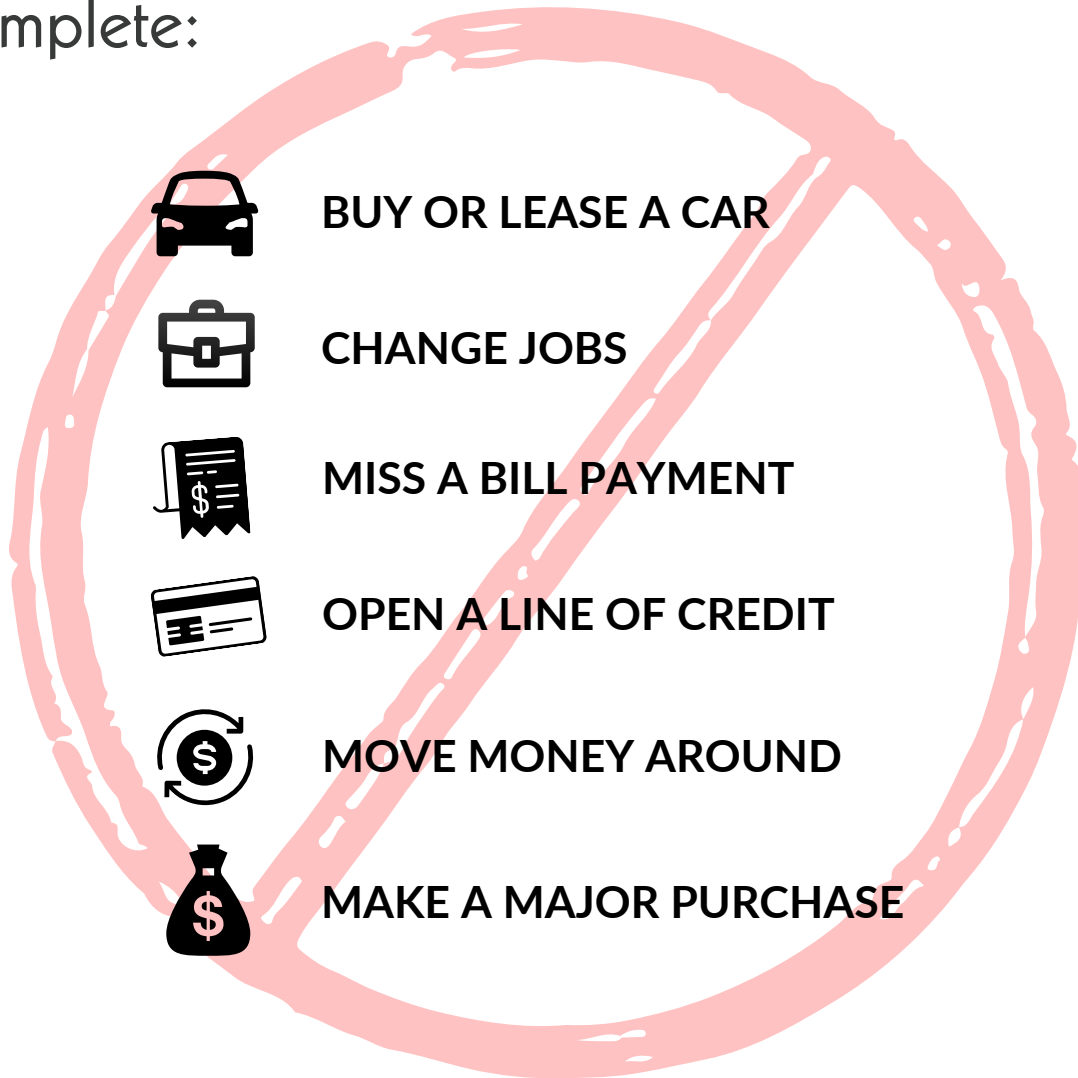 mplete:
BUY OR LEASE A CAR
CHANGE JOBS
MISS A BILL PAYMENT
$
OPEN A LINE OF CREDIT
$
MOVE MONEY AROUND
$
MAKE A MAJOR PURCHASE